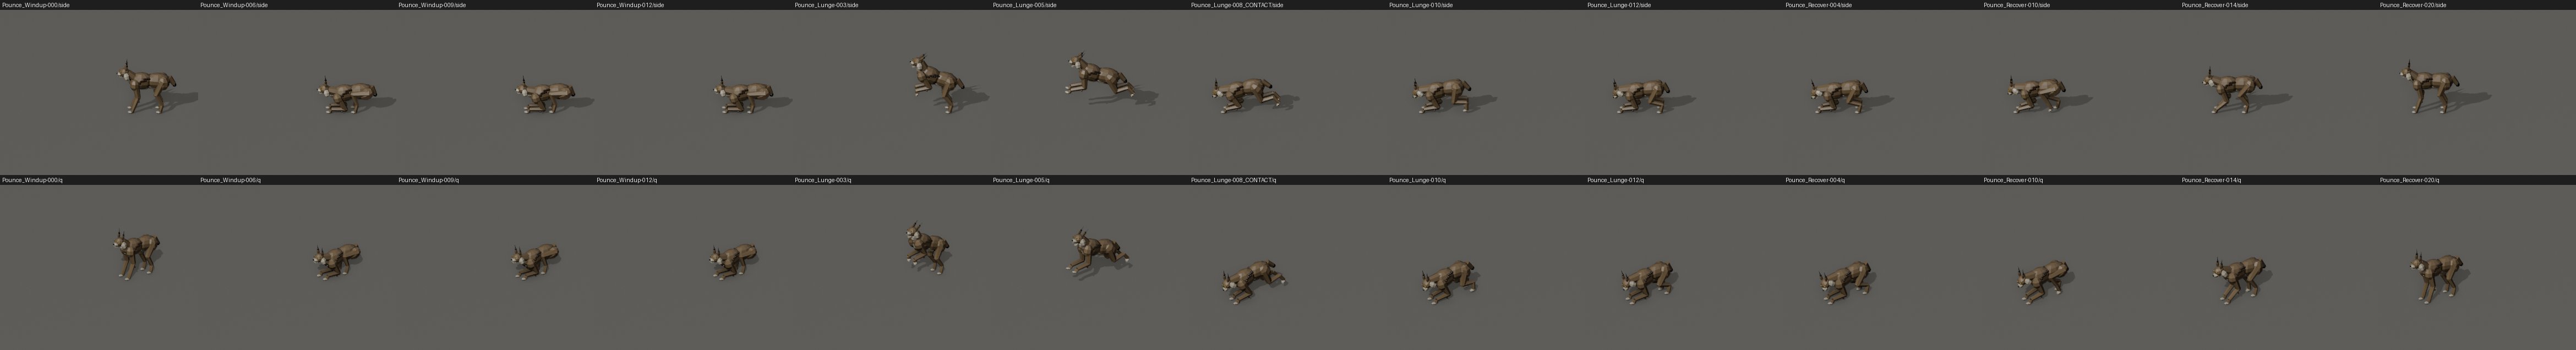 Pounce_Windup-000/side
Pounce_Windup-006/side
Pounce_Windup-009/side
Pounce_Windup-012/side
Pounce_Lunge-003/side
Pounce_Lunge-005/side
Pounce_Lunge-008_CONTACT/side
Pounce_Lunge-010/side
Pounce_Lunge-012/side
Pounce_Recover-004/side
Pounce_Recover-010/side
Pounce_Recover-014/side
Pounce_Recover-020/side
Pounce_Windup-000/q
Pounce_Windup-006/q
Pounce_Windup-009/q
Pounce_Windup-012/q
Pounce_Lunge-003/q
Pounce_Lunge-005/q
Pounce_Lunge-008_CONTACT/q
Pounce_Lunge-010/q
Pounce_Lunge-012/q
Pounce_Recover-004/q
Pounce_Recover-010/q
Pounce_Recover-014/q
Pounce_Recover-020/q